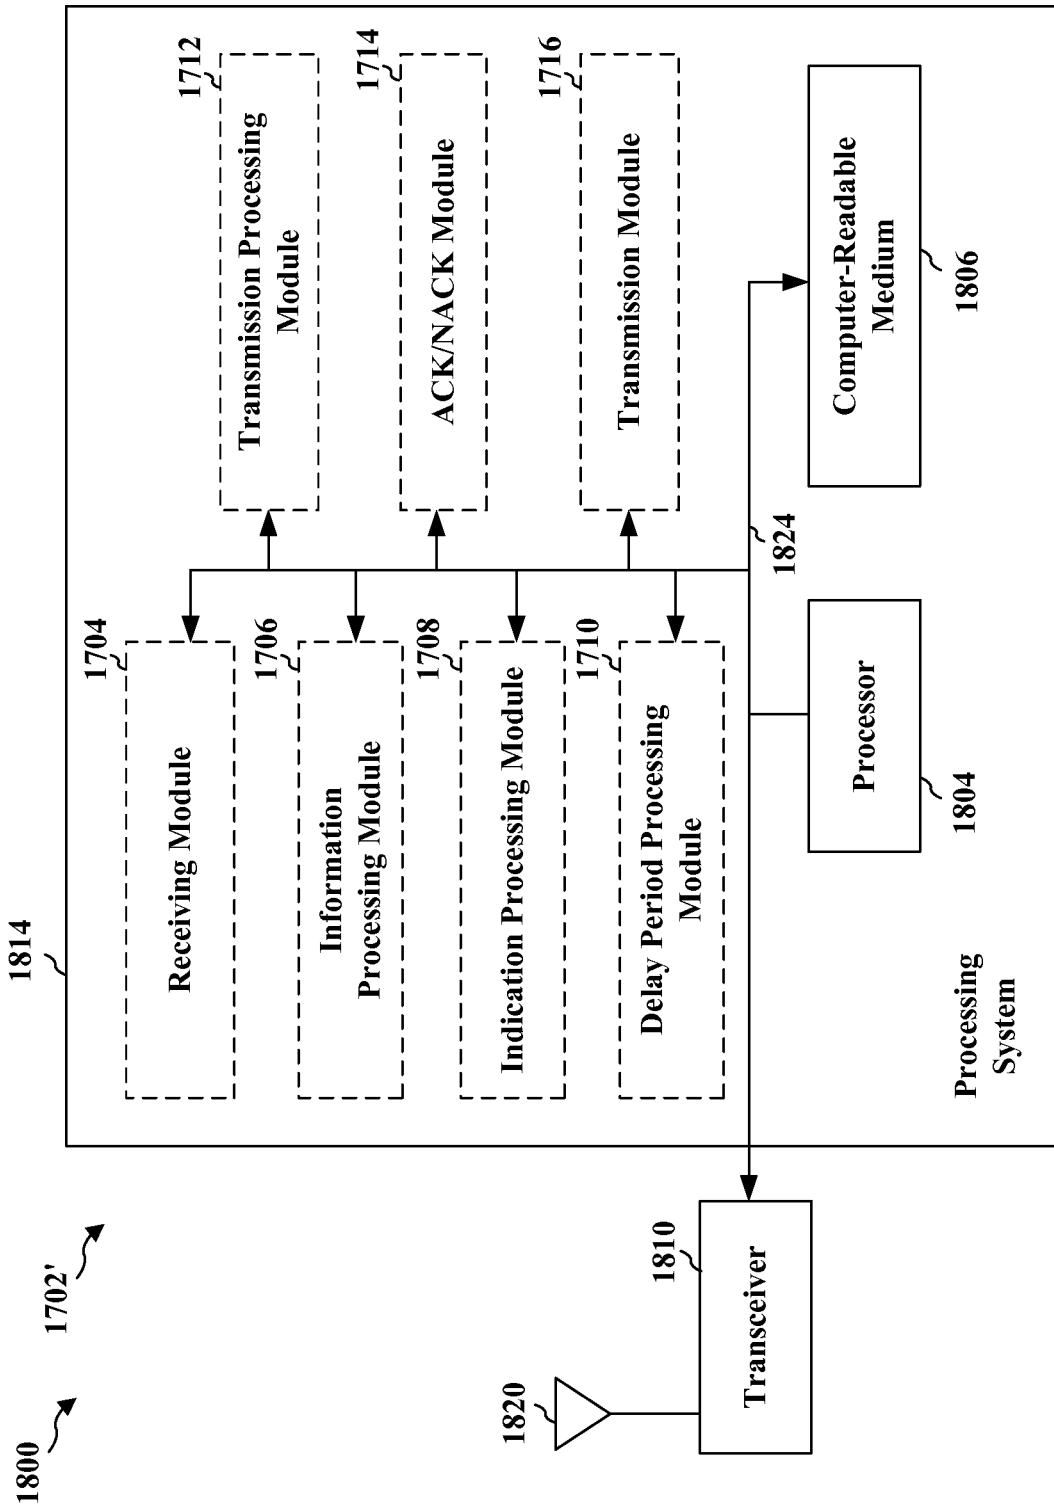 1800
1702'
1814
1704
Receiving Module
1706
Information
Processing Module
1708
Indication Processing Module
1710
Delay Period Processing
Module
1712
Transmission Processing
Module
1714
ACK/NACK Module
1716
Transmission Module
1820
1810
Transceiver
1824
Processor
1804
Computer-Readable
Medium
1806
Processing
System